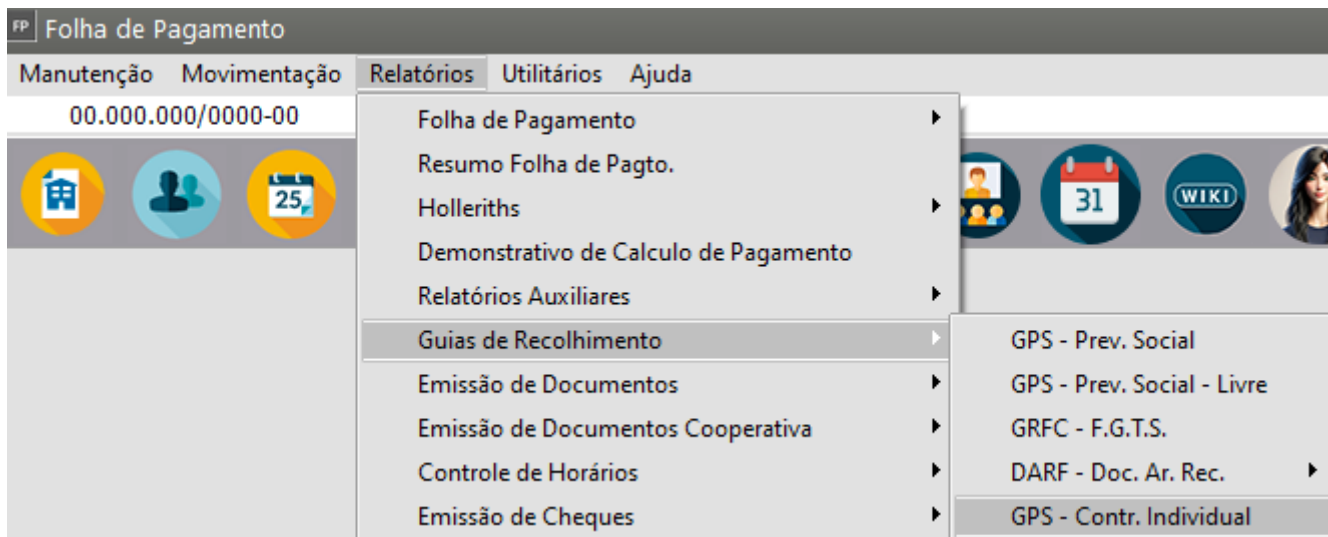 FP Folha de Pagamento
Manutenção Movimentação Relatórios Utilitários Ajuda
00.000.000/0000-00
Folha de Pagamento
Resumo Folha de Pagto.
Holleriths
Demonstrativo de Calculo de Pagamento
Relatórios Auxiliares
Guias de Recolhimento
Emissão de Documentos
Emissão de Documentos Cooperativa
Controle de Horários
Emissão de Cheques
25
31
WIKI
GPS - Prev. Social
GPS - Prev. Social - Livre
GRFC - F.G.T.S.
DARF - Doc. Ar. Rec.
GPS - Contr. Individual